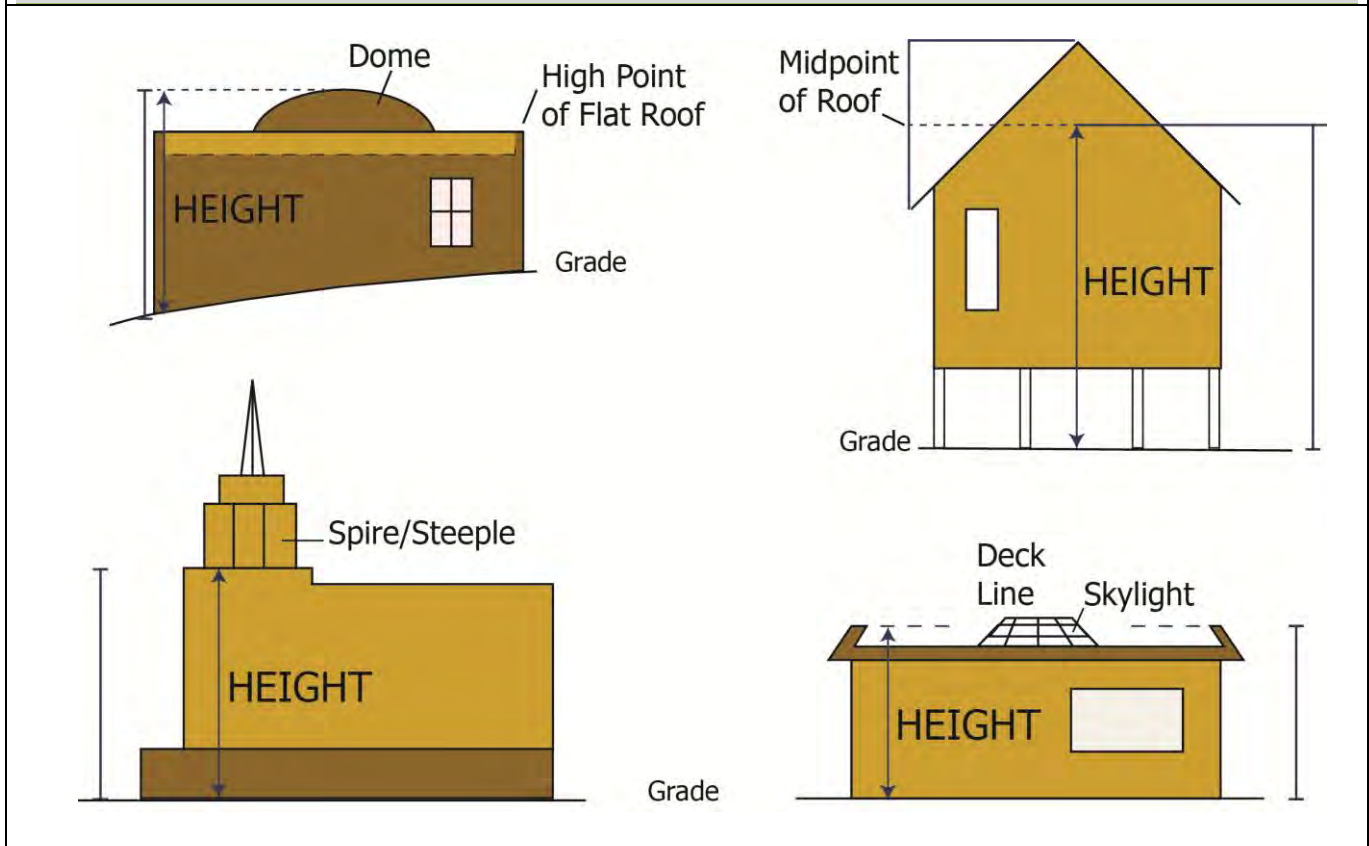 Dome
High Point
of Flat Roof
HEIGHT
Grade
Midpoint
of Roof
HEIGHT
Grade
Spire/Steeple
HEIGHT
Grade
Deck
Line
Skylight
HEIGHT